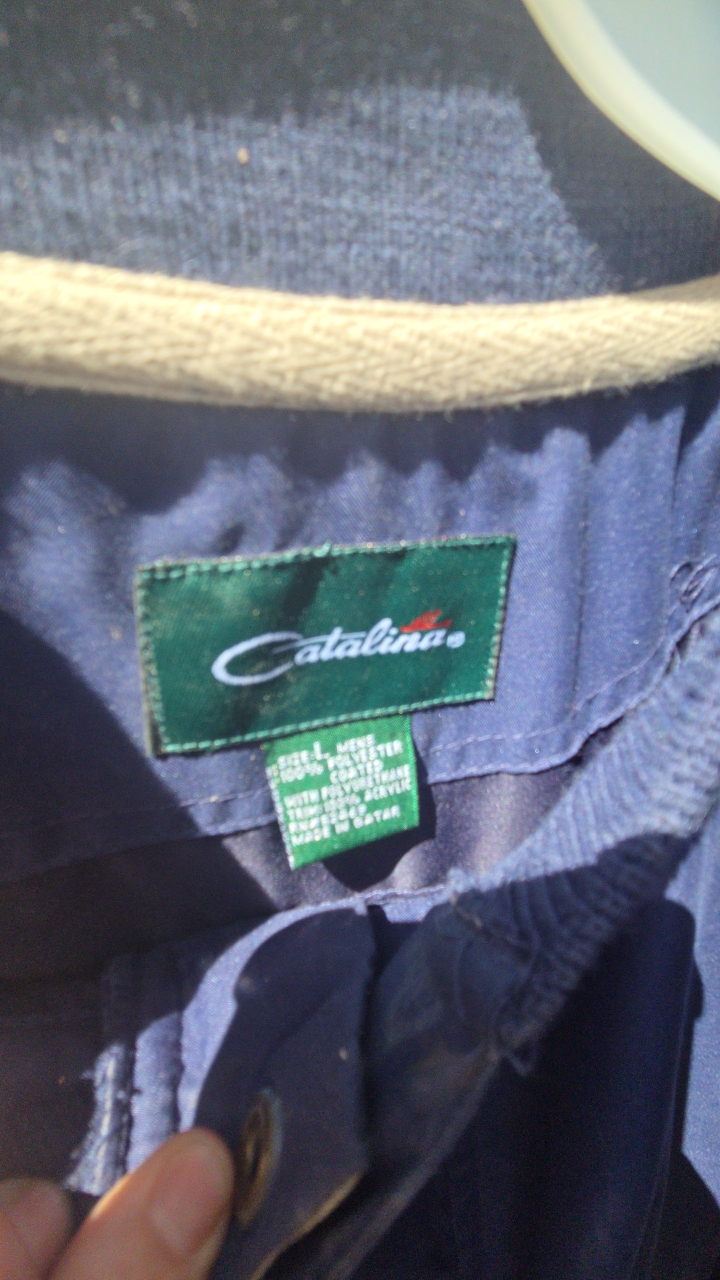 Catalina®
SIZE-L MENS
100% POLYESTER
COATED
WITH POLYURETHANE
TRIM 100% ACRYLIC
MADE IN QATAR